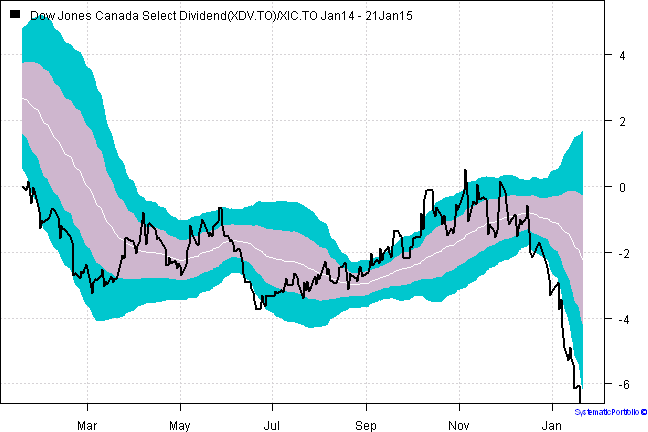 Dow Jones Canada Select Dividend(XDV.TO)/XIC.TO Jan14 - 21Jan15
4
2
0
-2
-4
-6
Mar May Jul Sep Nov Jan
SystematicPortfolio ©